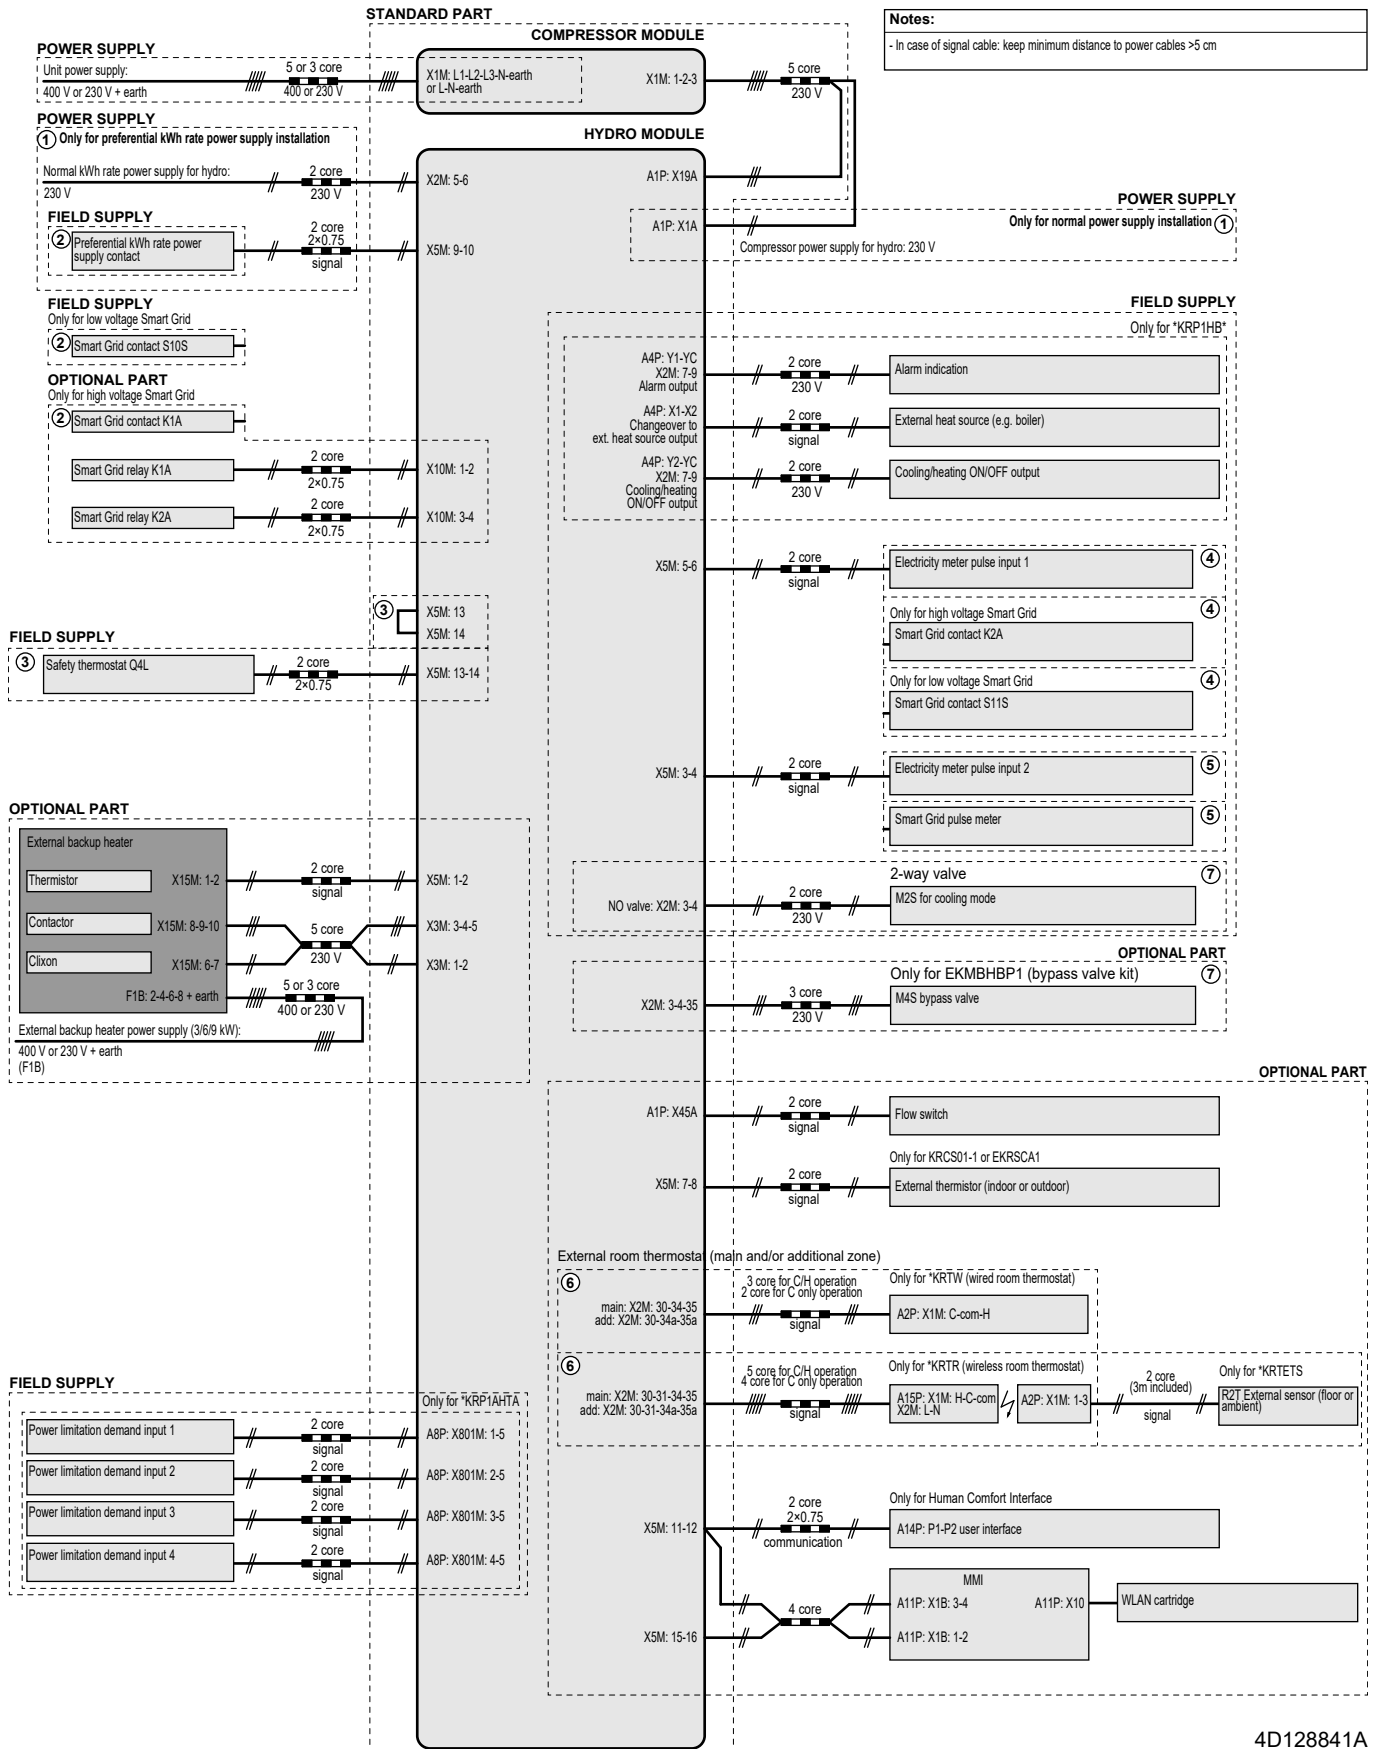 STANDARD PART
COMPRESSOR MODULE
Notes:
- In case of signal cable: keep minimum distance to power cables >5 cm
POWER SUPPLY
Unit power supply:
400 V or 230 V + earth
5 or 3 core
400 or 230 V
X1M: L1-L2-L3-N-earth
or L-N-earth
X1M: 1-2-3
5 core
230 V
POWER SUPPLY
1 Only for preferential kWh rate power supply installation
Normal kWh rate power supply for hydro:
230 V
2 core
230 V
X2M: 5-6
FIELD SUPPLY
2 Preferential kWh rate power
supply contact
2 core
2×0.75
signal
X5M: 9-10
HYDRO MODULE
A1P: X19A
A1P: X1A
POWER SUPPLY
Only for normal power supply installation 1
Compressor power supply for hydro: 230 V
FIELD SUPPLY
Only for low voltage Smart Grid
2 Smart Grid contact S10S
OPTIONAL PART
Only for high voltage Smart Grid
2 Smart Grid contact K1A
Smart Grid relay K1A
2 core
2×0.75
X10M: 1-2
Smart Grid relay K2A
2 core
2×0.75
X10M: 3-4
3
X5M: 13
X5M: 14
FIELD SUPPLY
3 Safety thermostat Q4L
2 core
2×0.75
X5M: 13-14
FIELD SUPPLY
Only for *KRP1HB*
A4P: Y1-YC
X2M: 7-9
Alarm output
2 core
230 V
Alarm indication
A4P: X1-X2
Changeover to
ext. heat source output
2 core
signal
External heat source (e.g. boiler)
A4P: Y2-YC
X2M: 7-9
Cooling/heating
ON/OFF output
2 core
230 V
Cooling/heating ON/OFF output
X5M: 5-6
2 core
signal
Electricity meter pulse input 1
4
Only for high voltage Smart Grid
4
Smart Grid contact K2A
Only for low voltage Smart Grid
4
Smart Grid contact S11S
X5M: 3-4
2 core
signal
Electricity meter pulse input 2
5
Smart Grid pulse meter
5
2-way valve
7
NO valve: X2M: 3-4
2 core
230 V
M2S for cooling mode
OPTIONAL PART
Only for EKMBHBP1 (bypass valve kit)
7
X2M: 3-4-35
3 core
230 V
M4S bypass valve
OPTIONAL PART
External backup heater
Thermistor
X15M: 1-2
2 core
signal
X5M: 1-2
Contactor
X15M: 8-9-10
5 core
230 V
X3M: 3-4-5
Clixon
X15M: 6-7
X3M: 1-2
F1B: 2-4-6-8 + earth
5 or 3 core
400 or 230 V
External backup heater power supply (3/6/9 kW):
400 V or 230 V + earth
(F1B)
OPTIONAL PART
A1P: X45A
2 core
signal
Flow switch
Only for KRCS01-1 or EKRSCA1
X5M: 7-8
2 core
signal
External thermistor (indoor or outdoor)
External room thermostat (main and/or additional zone)
6
main: X2M: 30-34-35
add: X2M: 30-34a-35a
3 core for C/H operation
2 core for C only operation
signal
Only for *KRTW (wired room thermostat)
A2P: X1M: C-com-H
6
main: X2M: 30-31-34-35
add: X2M: 30-31-34a-35a
5 core for C/H operation
4 core for C only operation
signal
Only for *KRTR (wireless room thermostat)
A15P: X1M: H-C-com
X2M: L-N
A2P: X1M: 1-3
2 core
(3m included)
signal
Only for *KRTETS
R2T External sensor (floor or
ambient)
FIELD SUPPLY
Only for *KRP1AHTA
Power limitation demand input 1
2 core
signal
A8P: X801M: 1-5
Power limitation demand input 2
2 core
signal
A8P: X801M: 2-5
Power limitation demand input 3
2 core
signal
A8P: X801M: 3-5
Power limitation demand input 4
2 core
signal
A8P: X801M: 4-5
X5M: 11-12
2 core
2×0.75
communication
Only for Human Comfort Interface
A14P: P1-P2 user interface
X5M: 15-16
4 core
MMI
A11P: X1B: 3-4
A11P: X10
A11P: X1B: 1-2
WLAN cartridge
4D128841A